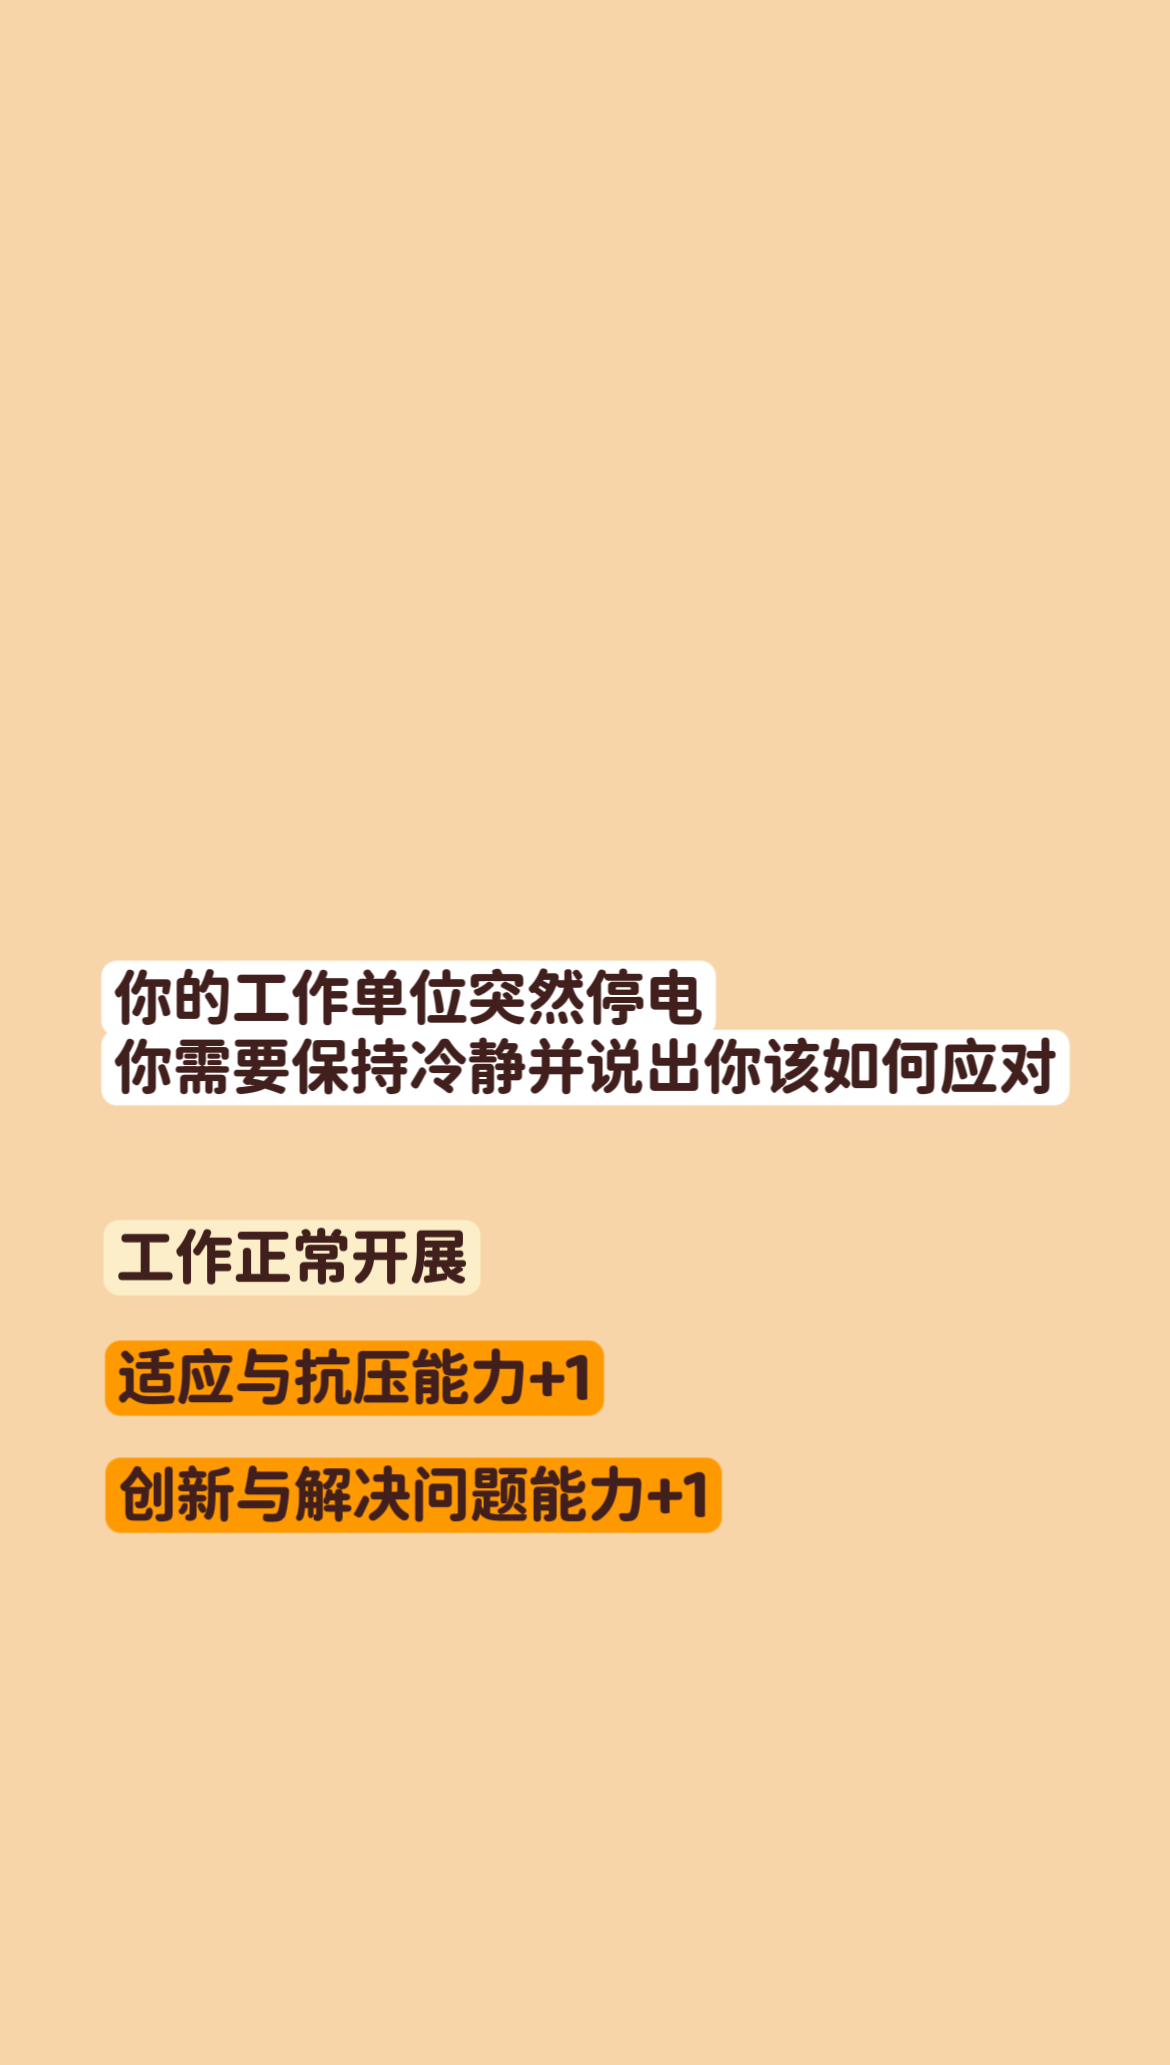 你的工作单位突然停电
你需要保持冷静并说出你该如何应对
工作正常开展
适应与抗压能力+1
创新与解决问题能力+1